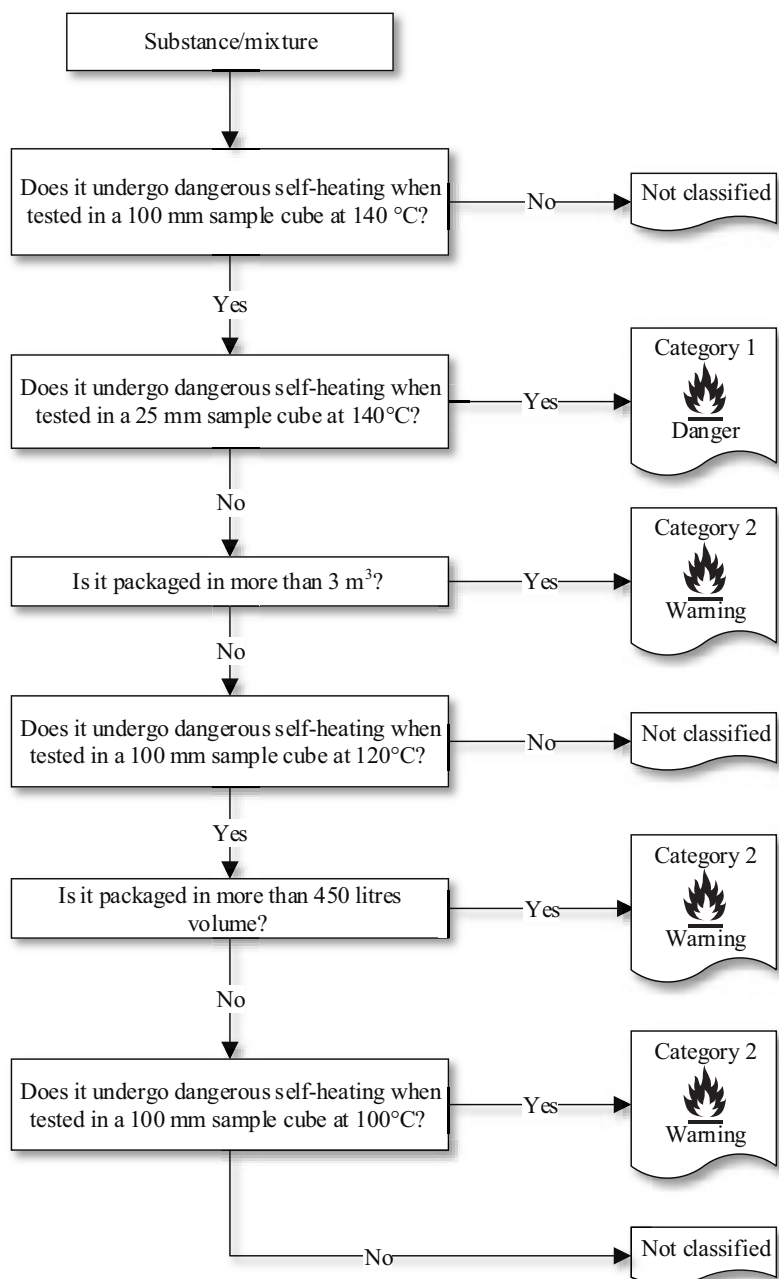 Substance/mixture
Does it undergo dangerous self-heating when
tested in a 100 mm sample cube at 140 °C?
No
Not classified
Yes
Does it undergo dangerous self-heating when
tested in a 25 mm sample cube at 140°C?
Yes
Category 1
Danger
No
Is it packaged in more than 3 m³?
Yes
Category 2
Warning
No
Does it undergo dangerous self-heating when
tested in a 100 mm sample cube at 120°C?
No
Not classified
Yes
Is it packaged in more than 450 litres
volume?
Yes
Category 2
Warning
No
Does it undergo dangerous self-heating when
tested in a 100 mm sample cube at 100°C?
Yes
Category 2
Warning
No
Not classified